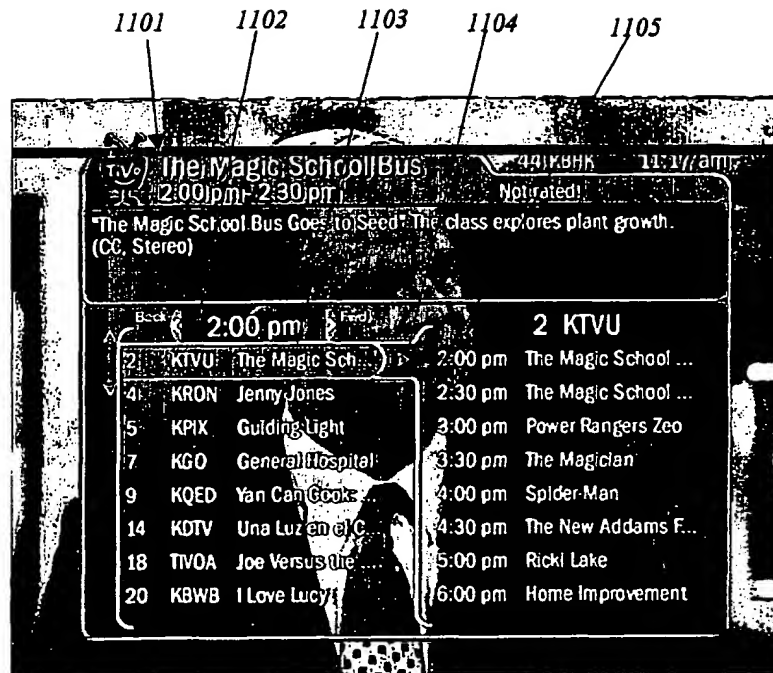 1101 1102 1103 1104 1105
TiVo The Magic School Bus 44 KBHK 11:17 am
2:00 pm - 2:30 pm Not rated
"The Magic School Bus Goes to Seed" The class explores plant growth.
(CC, Stereo)
Back 2:00 pm Fwd 2 KTVU
2 KTVU The Magic Sch... 2:00 pm The Magic School ...
4 KRON Jenny Jones 2:30 pm The Magic School ...
5 KPIX Guiding Light 3:00 pm Power Rangers Zeo
7 KGO General Hospital 3:30 pm The Magician
9 KQED Yan Can Cook: ... 4:00 pm Spider-Man
14 KDTV Una Luz en el C... 4:30 pm The New Addams F...
18 TIVOA Joe Versus the .... 5:00 pm Ricki Lake
20 KBWB I Love Lucy 6:00 pm Home Improvement